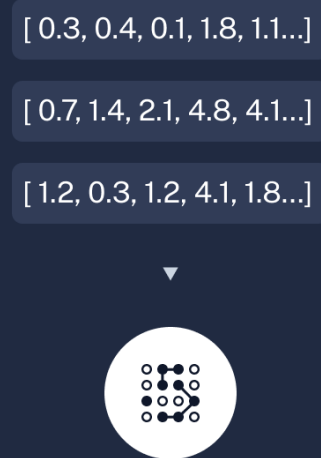 [ 0.3, 0.4, 0.1, 1.8, 1.1...]
[ 0.7, 1.4, 2.1, 4.8, 4.1...]
[ 1.2, 0.3, 1.2, 4.1, 1.8...]